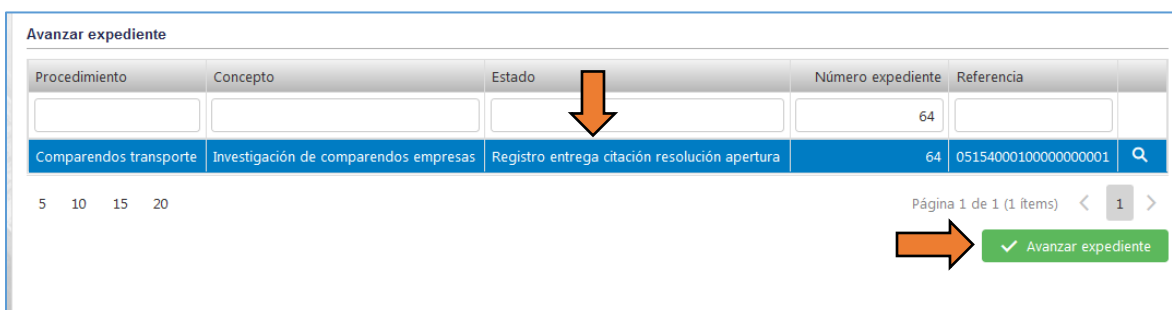 Avanzar expediente
Procedimiento Concepto Estado Número expediente Referencia
64
Comparendos transporte Investigación de comparendos empresas Registro entrega citación resolución apertura 64 05154000100000000001
5 10 15 20 Página 1 de 1 (1 ítems) < 1 >
Avanzar expediente